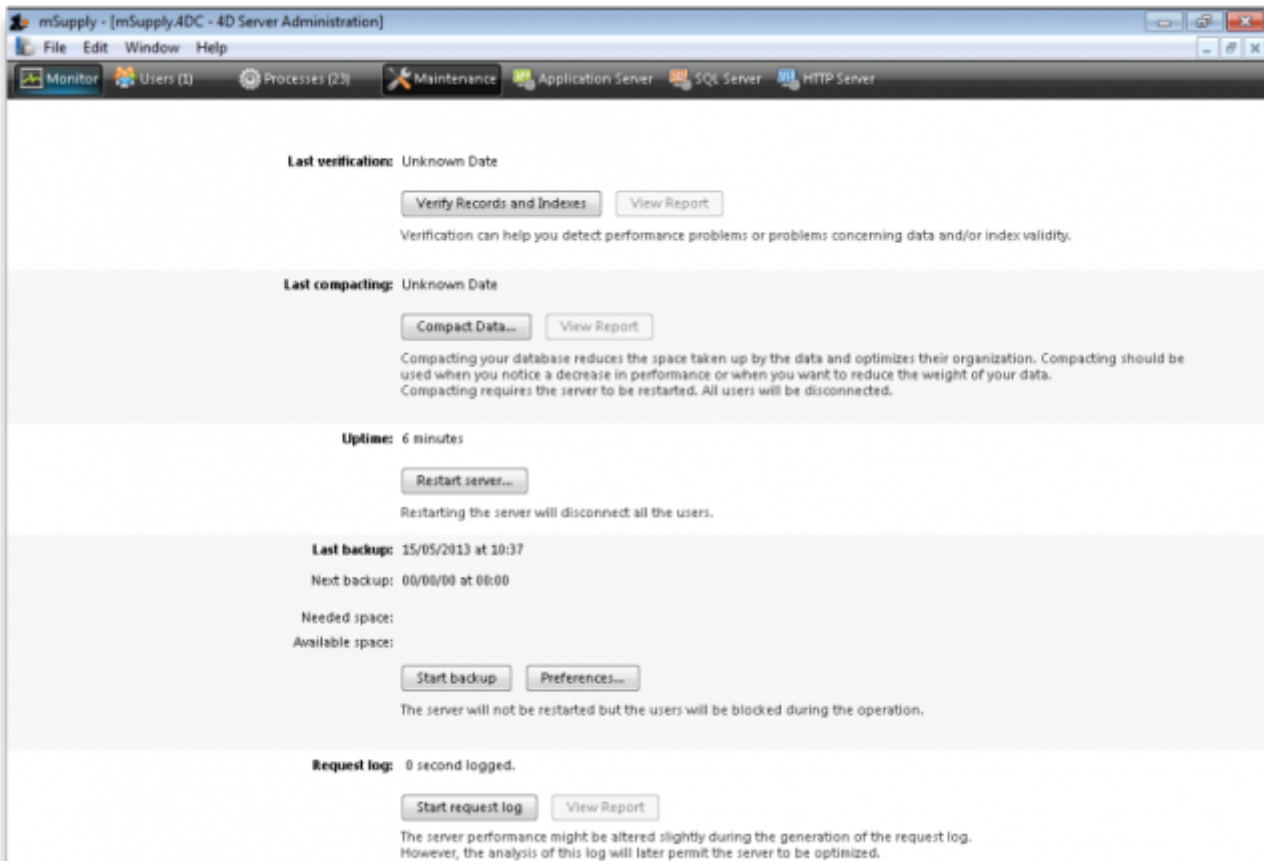 mSupply - [mSupply.4DC - 4D Server Administration]
File Edit Window Help
Monitor Users (1) Processes (23) Maintenance Application Server SQL Server HTTP Server
Last verification: Unknown Date
Verify Records and Indexes View Report
Verification can help you detect performance problems or problems concerning data and/or index validity.
Last compacting: Unknown Date
Compact Data... View Report
Compacting your database reduces the space taken up by the data and optimizes their organization. Compacting should be
used when you notice a decrease in performance or when you want to reduce the weight of your data.
Compacting requires the server to be restarted. All users will be disconnected.
Uptime: 6 minutes
Restart server...
Restarting the server will disconnect all the users.
Last backup: 15/05/2013 at 10:37
Next backup: 00/00/00 at 00:00
Needed space:
Available space:
Start backup Preferences...
The server will not be restarted but the users will be blocked during the operation.
Request log: 0 second logged.
Start request log View Report
The server performance might be altered slightly during the generation of the request log.
However, the analysis of this log will later permit the server to be optimized.